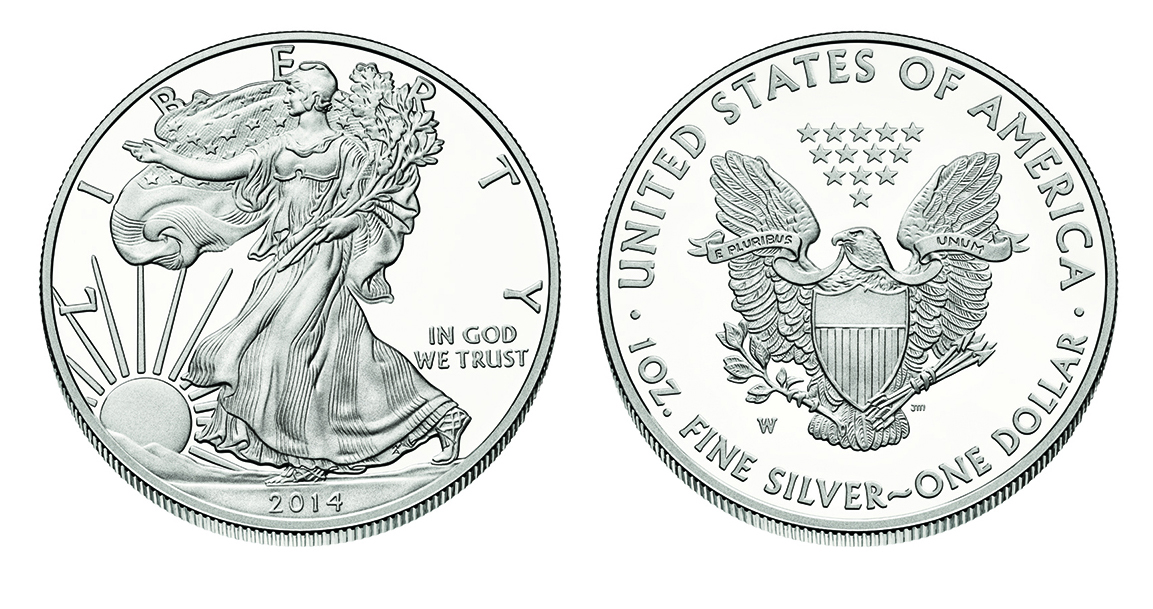 LIBERTY
IN GOD
WE TRUST
2014
UNITED STATES OF AMERICA
E PLURIBUS UNUM
W
JM
· 1 OZ. FINE SILVER~ONE DOLLAR ·